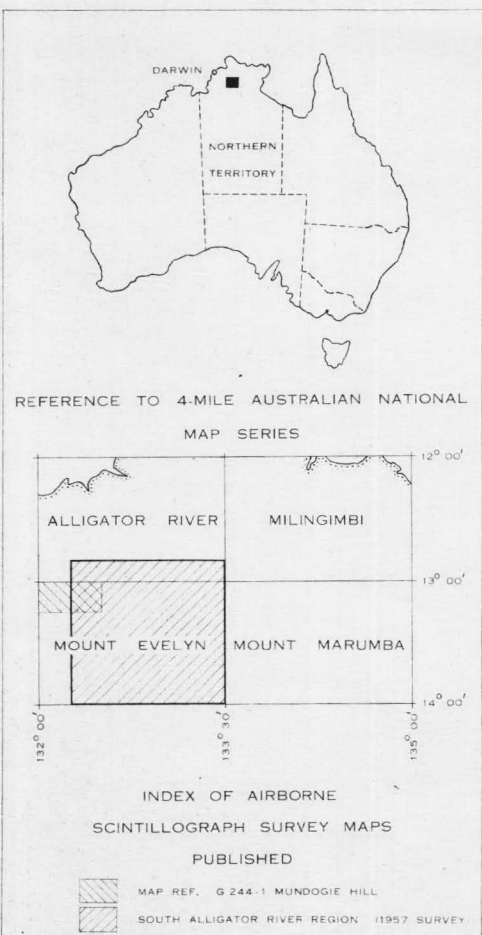 DARWIN
NORTHERN
TERRITORY
REFERENCE TO 4-MILE AUSTRALIAN NATIONAL
MAP SERIES
12° 00'
ALLIGATOR RIVER MILINGIMBI
13° 00'
MOUNT EVELYN MOUNT MARUMBA
14° 00'
132° 00' 133° 30' 135° 00'
INDEX OF AIRBORNE
SCINTILLOGRAPH SURVEY MAPS
PUBLISHED
MAP REF. G 244-1 MUNDOGIE HILL
SOUTH ALLIGATOR RIVER REGION (1957 SURVEY)